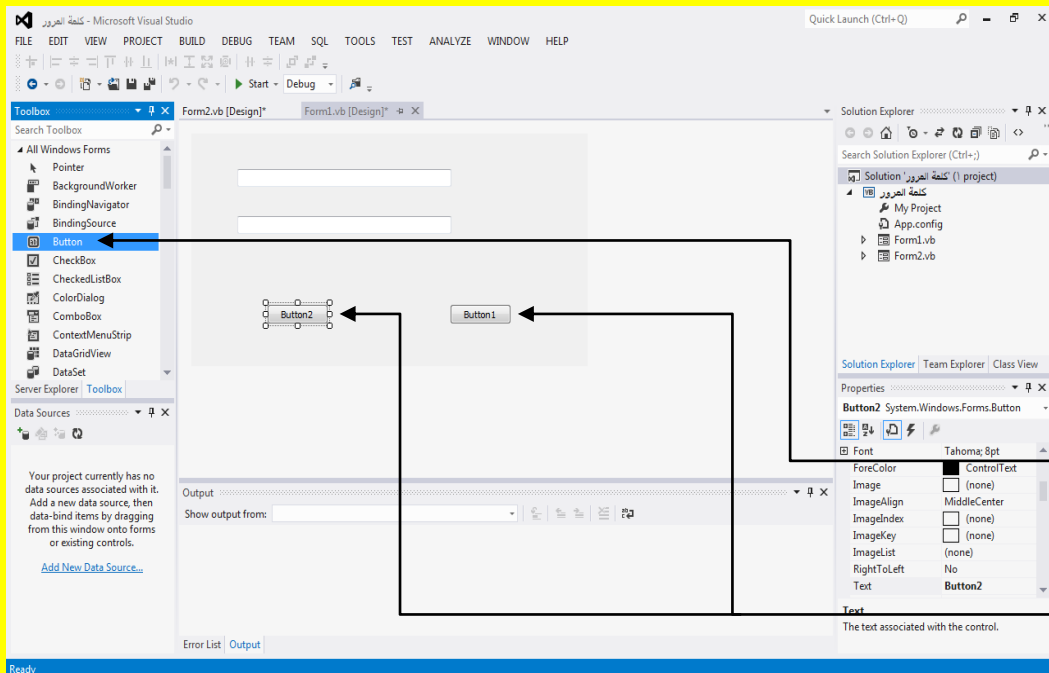 كلمة المرور - Microsoft Visual Studio
Quick Launch (Ctrl+Q)
FILE EDIT VIEW PROJECT BUILD DEBUG TEAM SQL TOOLS TEST ANALYZE WINDOW HELP
Start Debug
Toolbox
Search Toolbox
All Windows Forms
Pointer
BackgroundWorker
BindingNavigator
BindingSource
Button
CheckBox
CheckedListBox
ColorDialog
ComboBox
ContextMenuStrip
DataGridView
DataSet
Server Explorer Toolbox
Data Sources
Your project currently has no
data sources associated with it.
Add a new data source, then
data-bind items by dragging
from this window onto forms
or existing controls.
Add New Data Source...
Form2.vb [Design]* Form1.vb [Design]*
Button2 Button1
Output
Show output from:
Error List Output
Solution Explorer
Search Solution Explorer (Ctrl+;)
Solution 'كلمة المرور' (١ project)
كلمة المرور
My Project
App.config
Form1.vb
Form2.vb
Solution Explorer Team Explorer Class View
Properties
Button2 System.Windows.Forms.Button
Font Tahoma; 8pt
ForeColor ControlText
Image (none)
ImageAlign MiddleCenter
ImageIndex (none)
ImageKey (none)
ImageList (none)
RightToLeft No
Text Button2
Text
The text associated with the control.
Ready